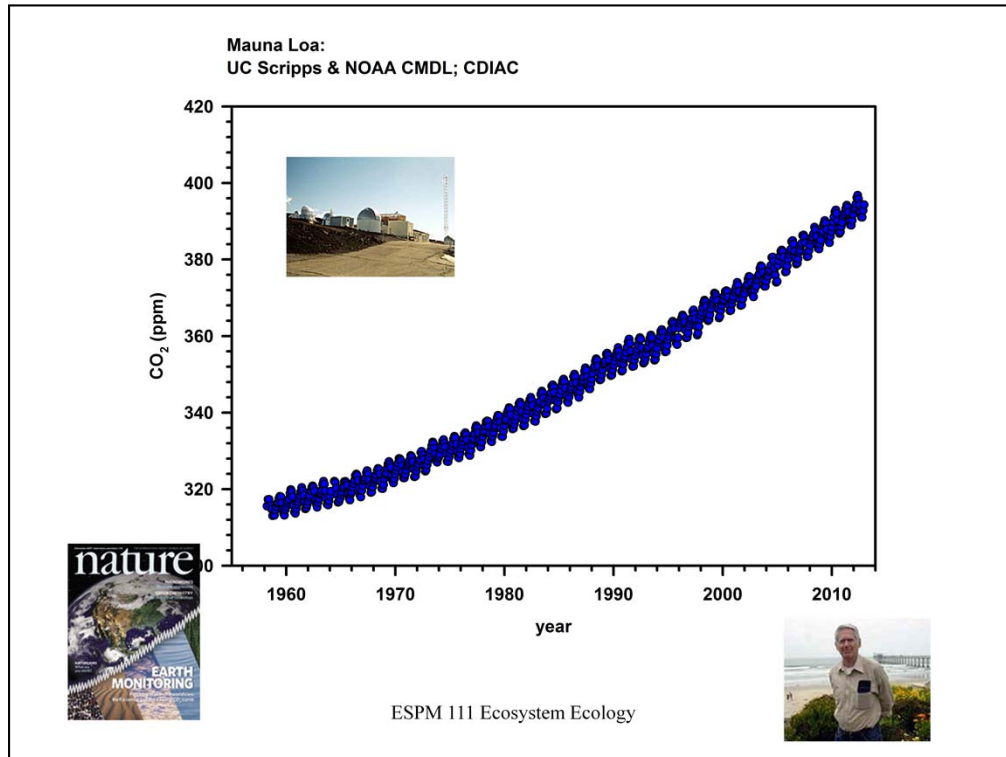 Mauna Loa:
UC Scripps & NOAA CMDL; CDIAC
420
400
380
360
340
320
00
CO2 (ppm)
1960
1970
1980
1990
2000
2010
year
nature
EARTH
MONITORING
ESPM 111 Ecosystem Ecology